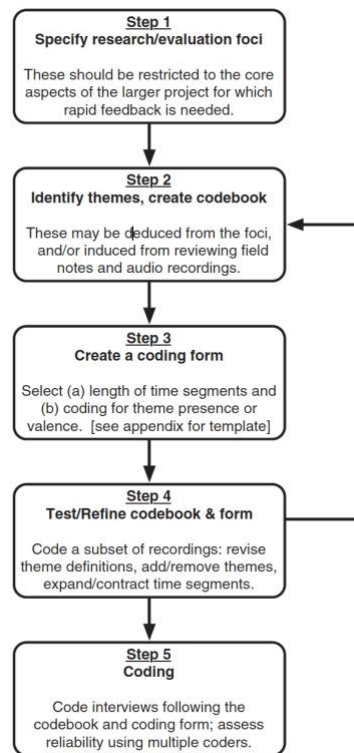 Step 1
Specify research/evaluation foci
These should be restricted to the core
aspects of the larger project for which
rapid feedback is needed.
Step 2
Identify themes, create codebook
These may be deduced from the foci,
and/or induced from reviewing field
notes and audio recordings.
Step 3
Create a coding form
Select (a) length of time segments and
(b) coding for theme presence or
valence. [see appendix for template]
Step 4
Test/Refine codebook & form
Code a subset of recordings: revise
theme definitions, add/remove themes,
expand/contract time segments.
Step 5
Coding
Code interviews following the
codebook and coding form; assess
reliability using multiple coders.